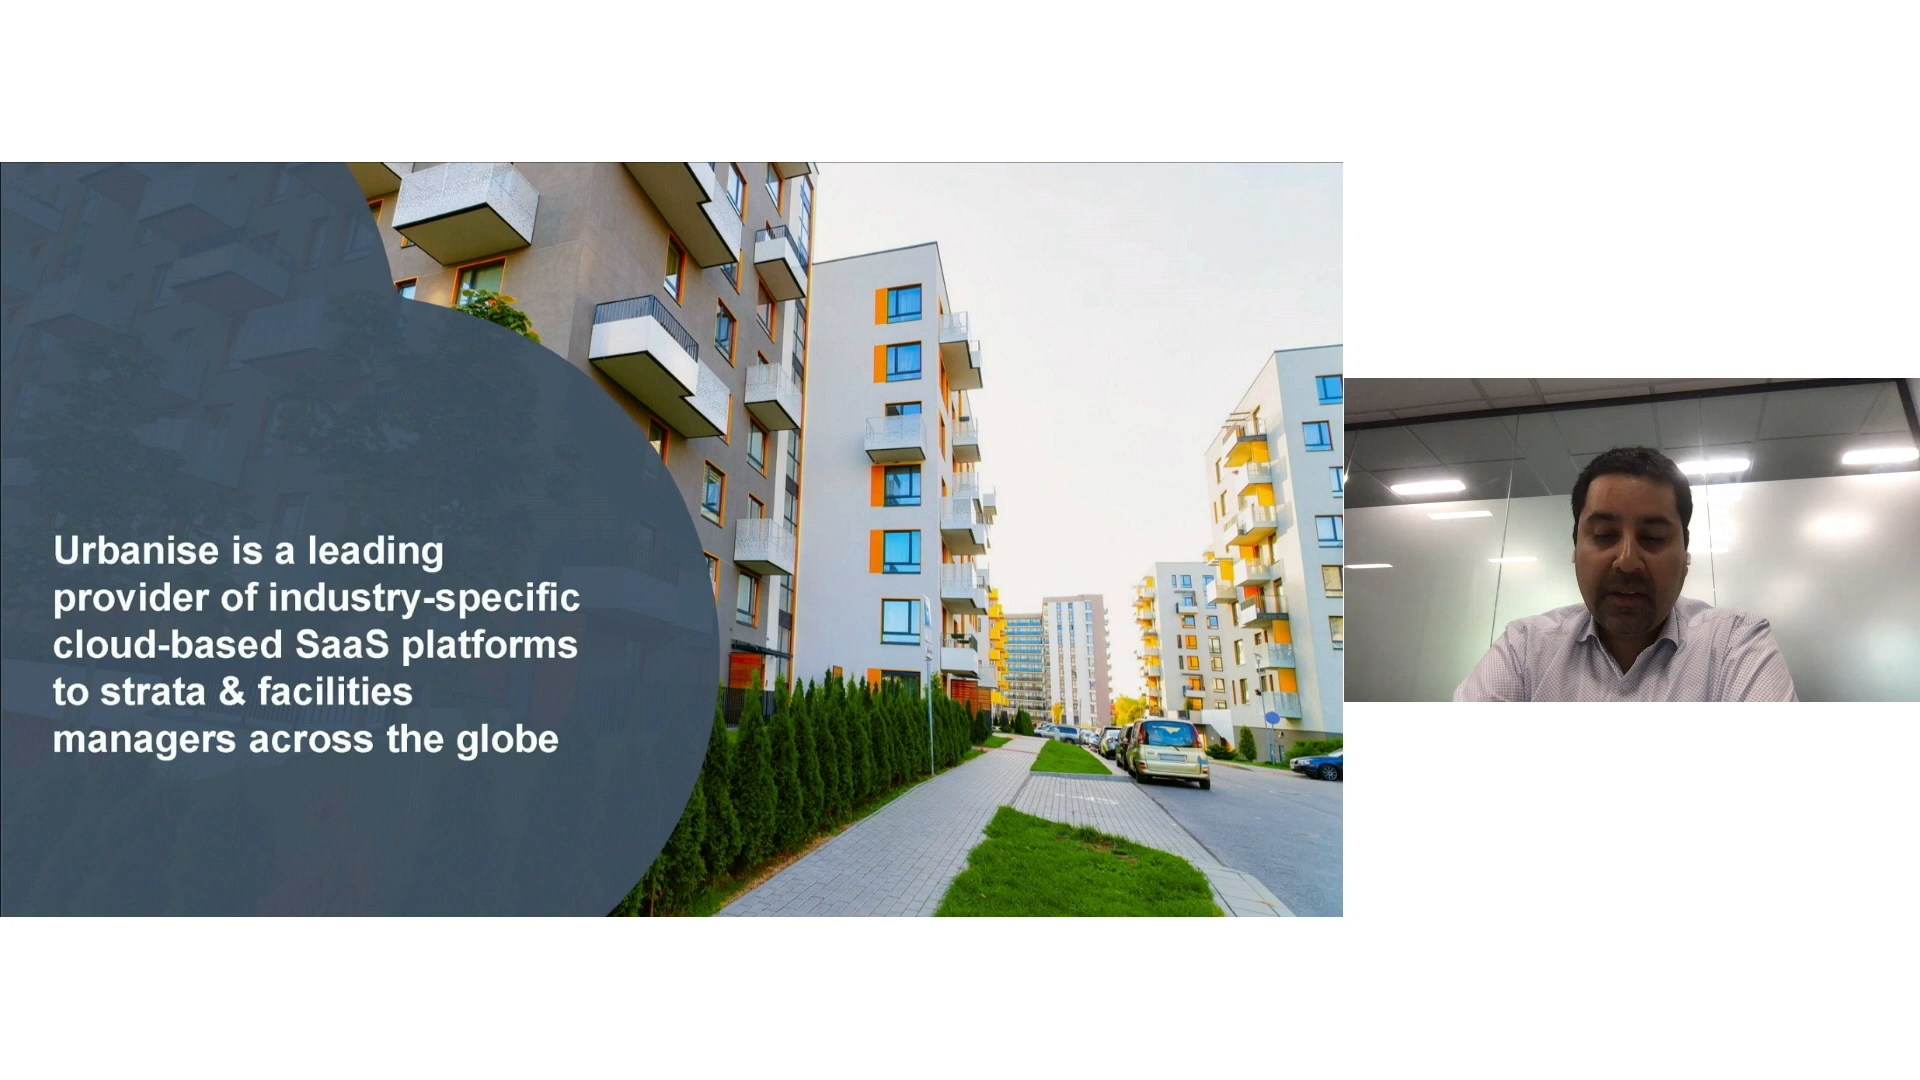 Urbanise is a leading
provider of industry-specific
cloud-based SaaS platforms
to strata & facilities
managers across the globe